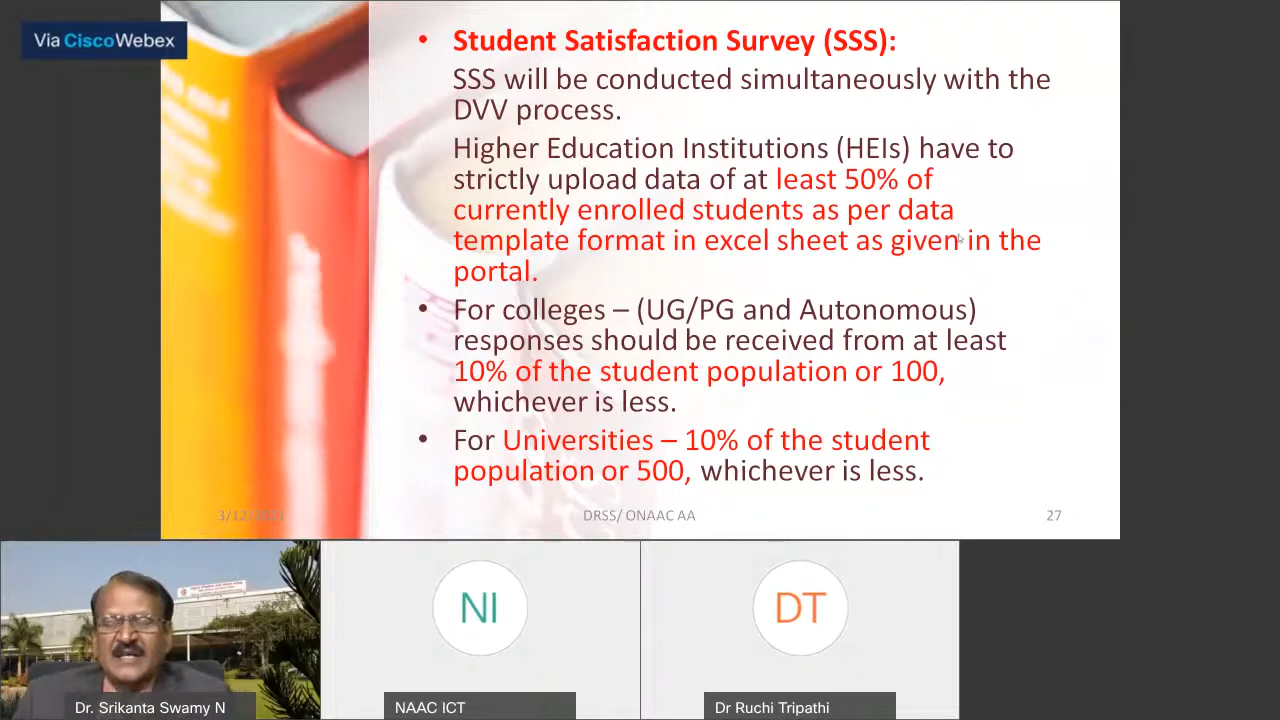 Via CiscoWebex
• Student Satisfaction Survey (SSS):
SSS will be conducted simultaneously with the
DVV process.
Higher Education Institutions (HEIs) have to
strictly upload data of at least 50% of
currently enrolled students as per data
template format in excel sheet as given in the
portal.
• For colleges – (UG/PG and Autonomous)
responses should be received from at least
10% of the student population or 100,
whichever is less.
• For Universities – 10% of the student
population or 500, whichever is less.
3/12/2021
DRSS/ ONAAC AA
27
NI
DT
Dr. Srikanta Swamy N
NAAC ICT
Dr Ruchi Tripathi